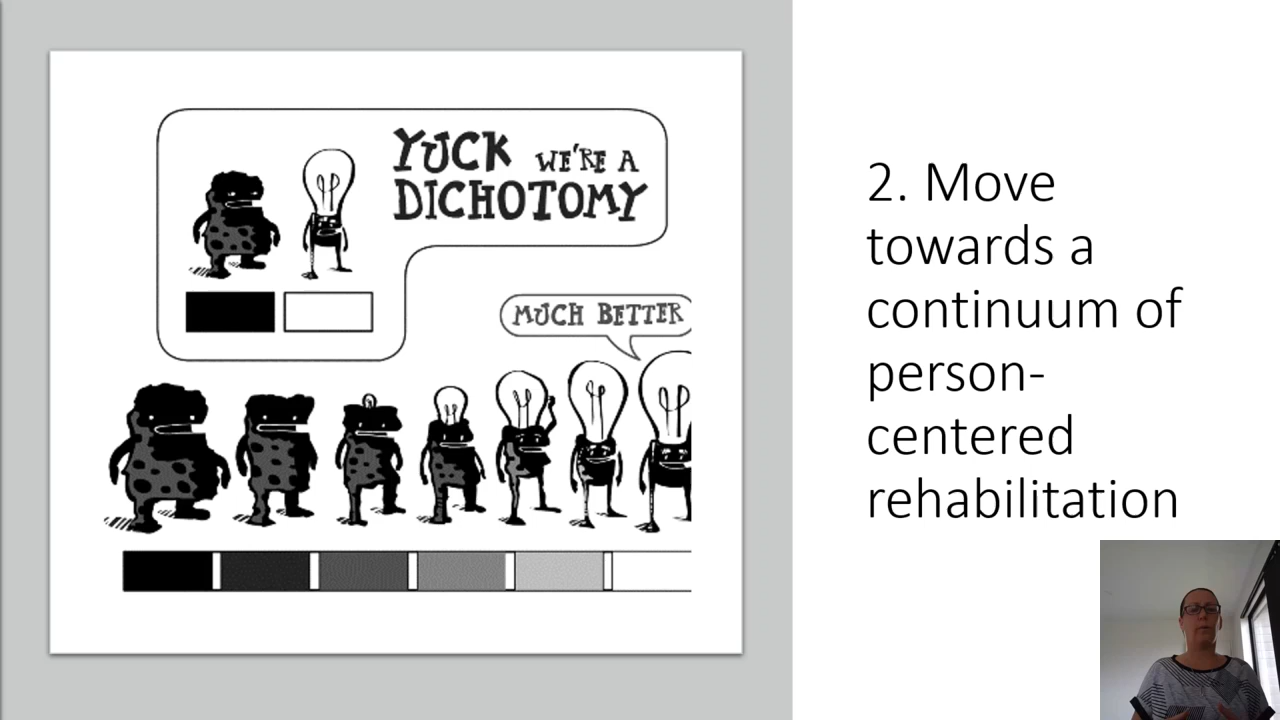 YUCK WE'RE A
DICHOTOMY
MUCH BETTER
2. Move
towards a
continuum of
person-
centered
rehabilitation